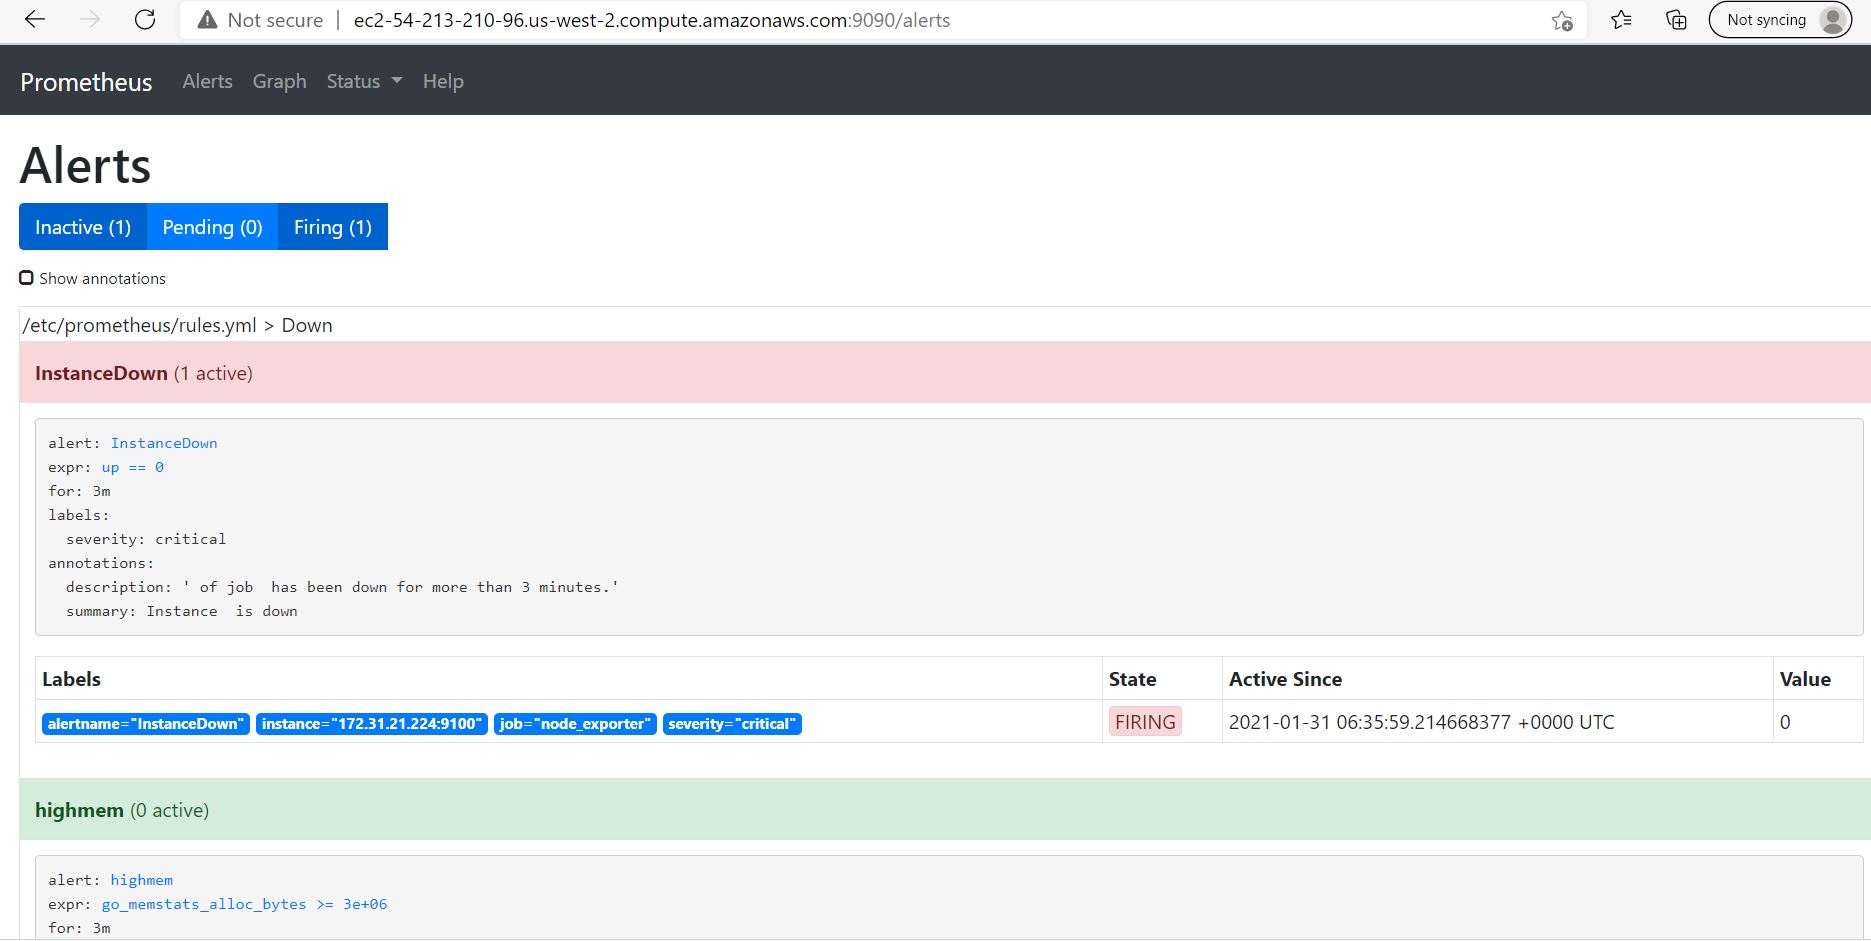 Not secure | ec2-54-213-210-96.us-west-2.compute.amazonaws.com:9090/alerts Not syncing
Prometheus Alerts Graph Status Help
Alerts
Inactive (1) Pending (0) Firing (1)
Show annotations
/etc/prometheus/rules.yml > Down
InstanceDown (1 active)
alert: InstanceDown
expr: up == 0
for: 3m
labels:
  severity: critical
annotations:
  description: ' of job  has been down for more than 3 minutes.'
  summary: Instance  is down
Labels State Active Since Value
alertname="InstanceDown" instance="172.31.21.224:9100" job="node_exporter" severity="critical" FIRING 2021-01-31 06:35:59.214668377 +0000 UTC 0
highmem (0 active)
alert: highmem
expr: go_memstats_alloc_bytes >= 3e+06
for: 3m